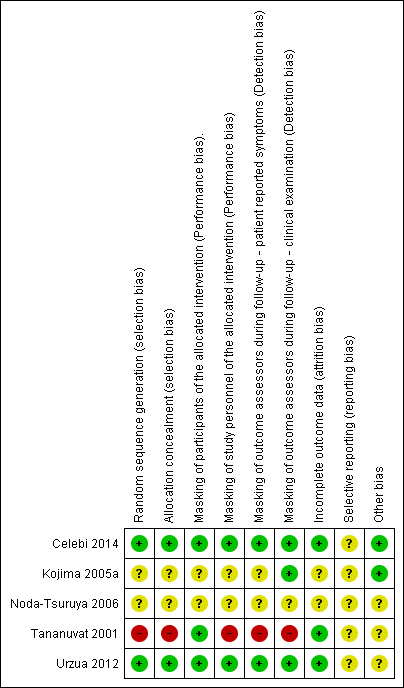 Random sequence generation (selection bias)
Allocation concealment (selection bias)
Masking of participants of the allocated intervention (Performance bias).
Masking of study personnel of the allocated intervention (Performance bias)
Masking of outcome assessors during follow-up - patient reported symptoms (Detection bias)
Masking of outcome assessors during follow-up - clinical examination (Detection bias)
Incomplete outcome data (attrition bias)
Selective reporting (reporting bias)
Other bias
Celebi 2014 + + + + + + + ? +
Kojima 2005a ? ? ? ? ? + ? ? +
Noda-Tsuruya 2006 ? ? ? ? ? ? ? ? ?
Tananuvat 2001 - - + - - - + ? ?
Urzua 2012 + + + + + + + ? ?